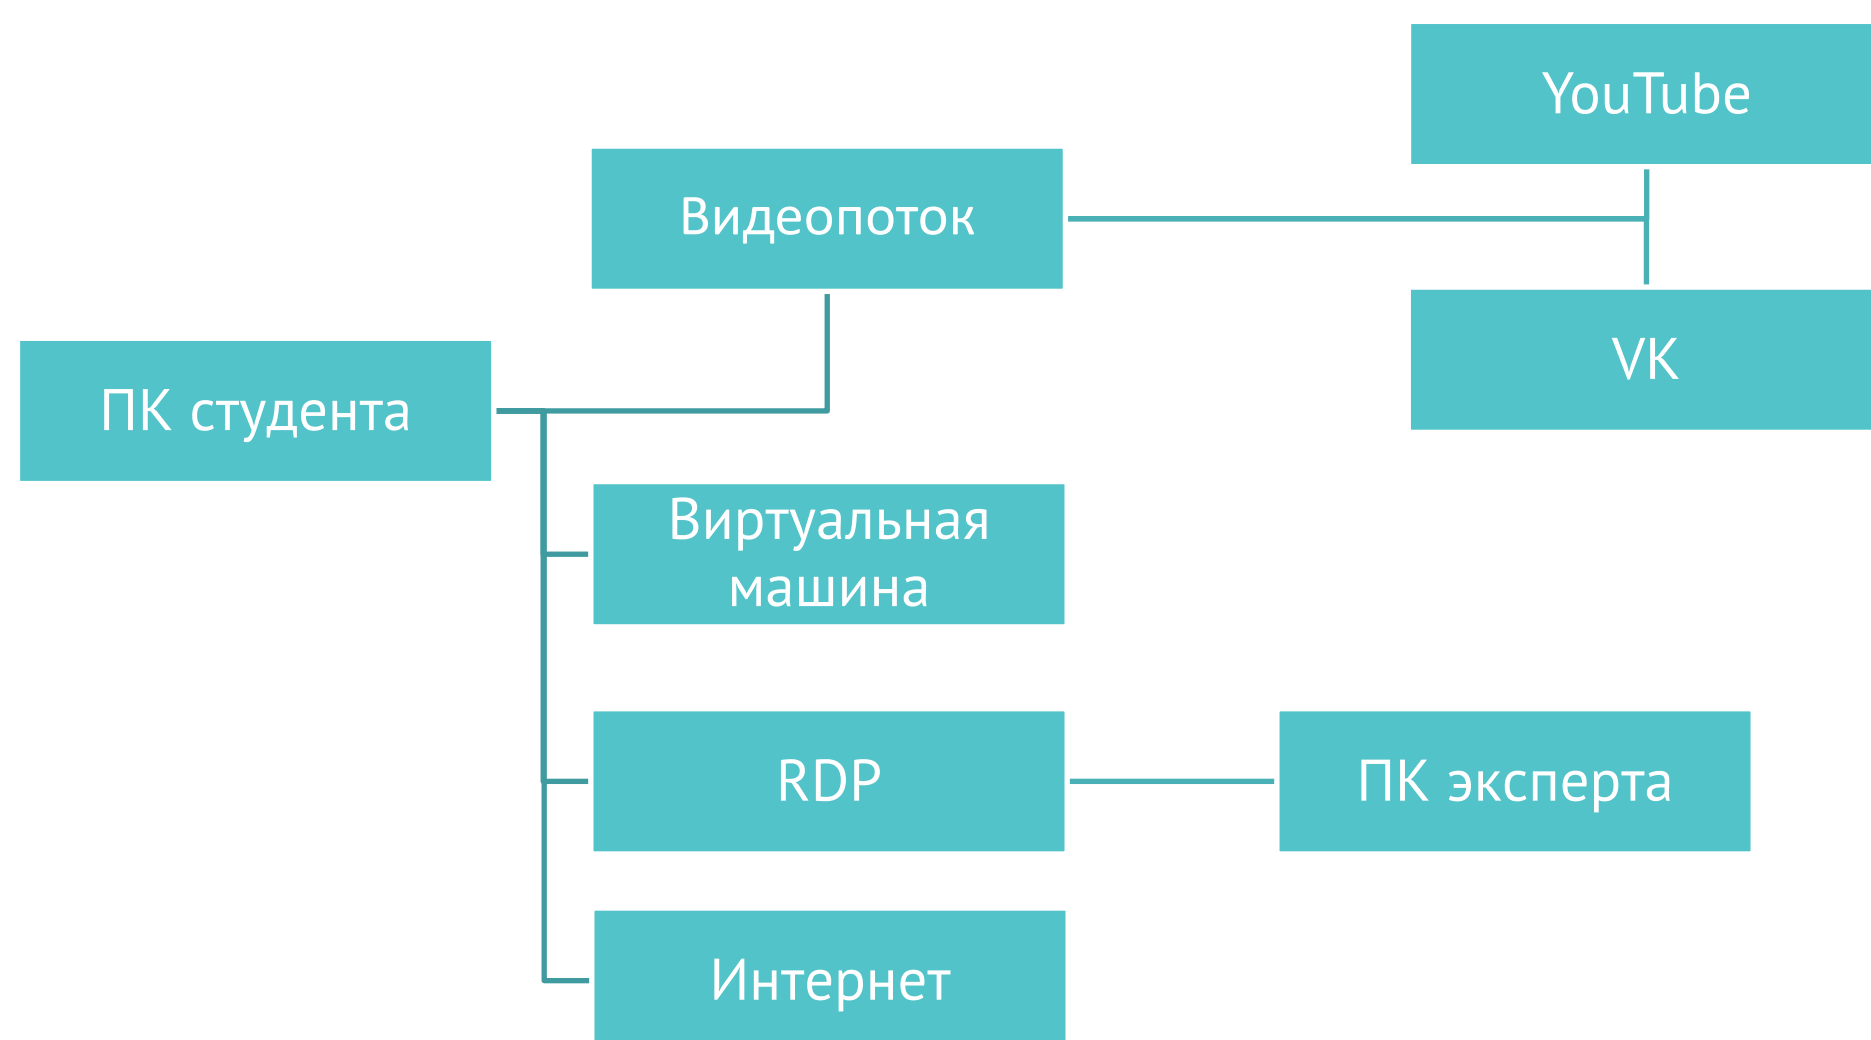 YouTube
Видеопоток
VK
ПК студента
Виртуальная
машина
RDP
ПК эксперта
Интернет